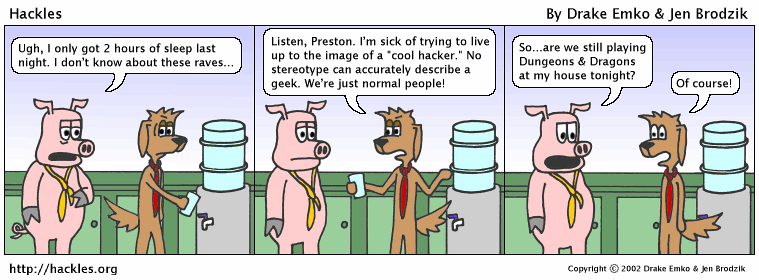 Hackles
By Drake Emko & Jen Brodzik
Ugh, I only got 2 hours of sleep last
night. I don't know about these raves...
Listen, Preston. I'm sick of trying to live
up to the image of a "cool hacker." No
stereotype can accurately describe a
geek. We're just normal people!
So...are we still playing
Dungeons & Dragons
at my house tonight?
Of course!
http://hackles.org
Copyright © 2002 Drake Emko & Jen Brodzik